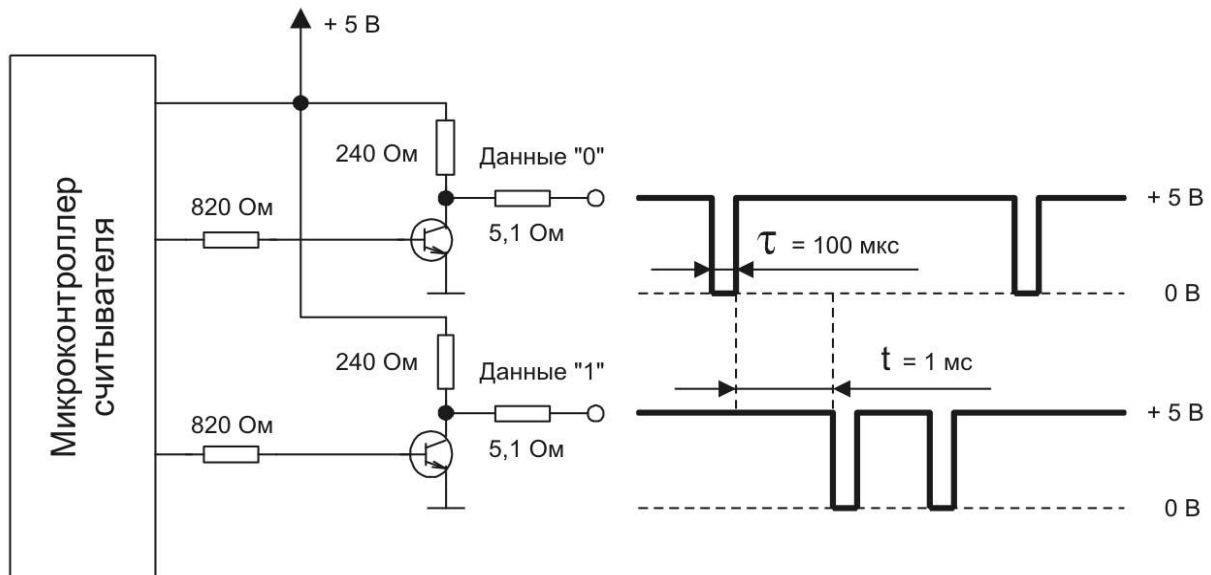 + 5 В
Микроконтроллер
считывателя
240 Ом
Данные "0"
820 Ом
5,1 Ом
+ 5 В
τ = 100 мкс
0 В
240 Ом
Данные "1"
t = 1 мс
820 Ом
5,1 Ом
+ 5 В
0 В